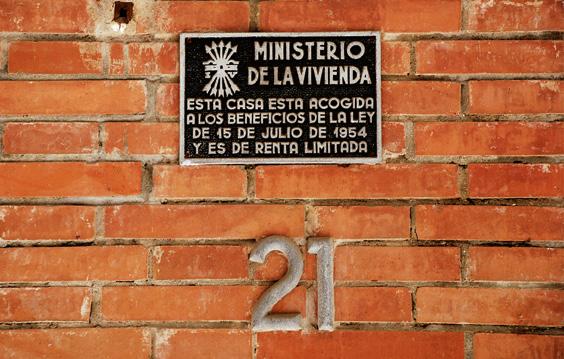 MINISTERIO
DE LA VIVIENDA
ESTA CASA ESTA ACOGIDA
A LOS BENEFICIOS DE LA LEY
DE 15 DE JULIO DE 1954
Y ES DE RENTA LIMITADA
21